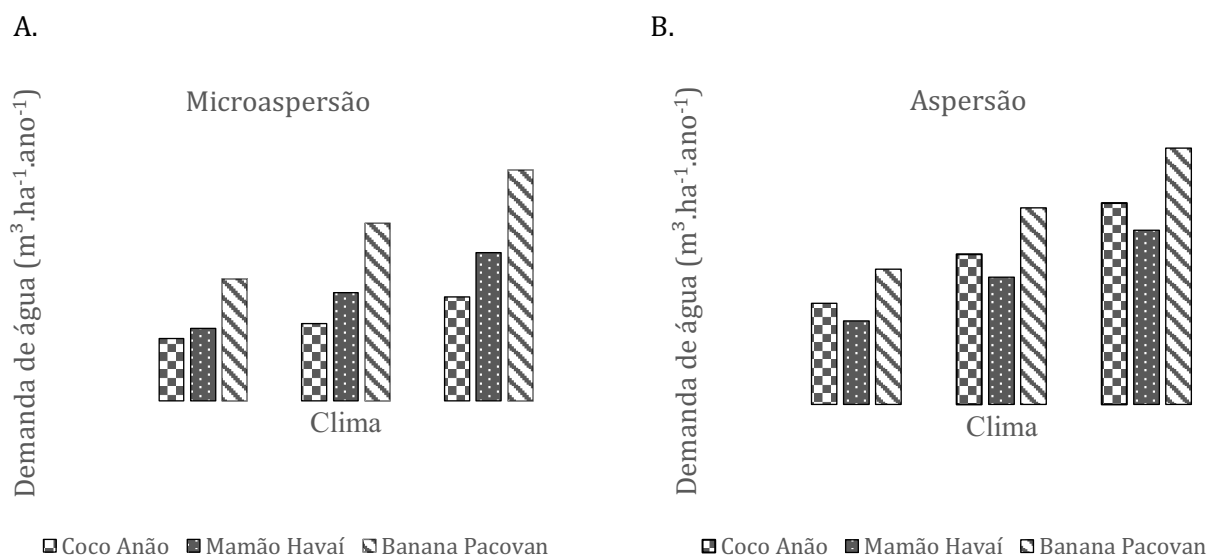 A.
Microaspersão
Demanda de água (m³.ha⁻¹.ano⁻¹)
Clima
Coco Anão Mamão Havaí Banana Pacovan
B.
Aspersão
Demanda de água (m³.ha⁻¹.ano⁻¹)
Clima
Coco Anão Mamão Havaí Banana Pacovan